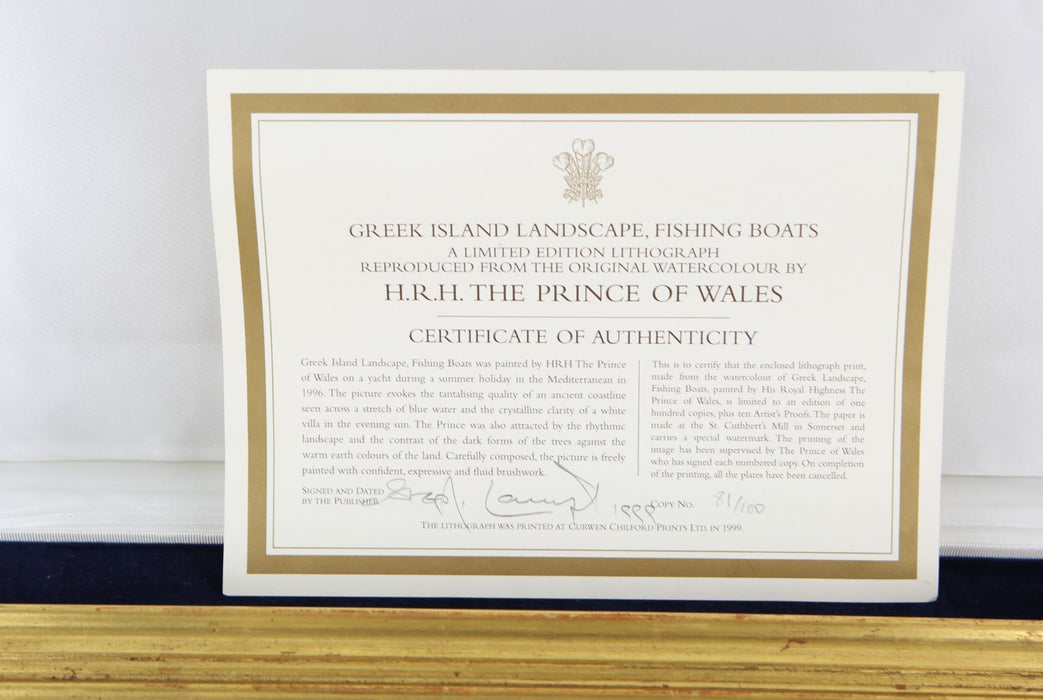 GREEK ISLAND LANDSCAPE, FISHING BOATS
A LIMITED EDITION LITHOGRAPH
REPRODUCED FROM THE ORIGINAL WATERCOLOUR BY
H.R.H. THE PRINCE OF WALES
CERTIFICATE OF AUTHENTICITY
Greek Island Landscape, Fishing Boats was painted by HRH The Prince
of Wales on a yacht during a summer holiday in the Mediterranean in
1996. The picture evokes the tantalising quality of an ancient coastline
seen across a stretch of blue water and the crystalline clarity of a white
villa in the evening sun. The Prince was also attracted by the rhythmic
landscape and the contrast of the dark forms of the trees against the
warm earth colours of the land. Carefully composed, the picture is freely
painted with confident, expressive and fluid brushwork.
This is to certify that the enclosed lithograph print,
made from the watercolour of Greek Landscape,
Fishing Boats, painted by His Royal Highness The
Prince of Wales, is limited to an edition of one
hundred copies, plus ten Artist's Proofs. The paper is
made at the St. Cuthbert's Mill in Somerset and
carries a special watermark. The printing of the
image has been supervised by The Prince of Wales
who has signed each numbered copy. On completion
of the printing, all the plates have been cancelled.
SIGNED AND DATED
BY THE PUBLISHER
1999
COPY NO. 81/100
THE LITHOGRAPH WAS PRINTED AT CURWEN CHILFORD PRINTS LTD. IN 1999.